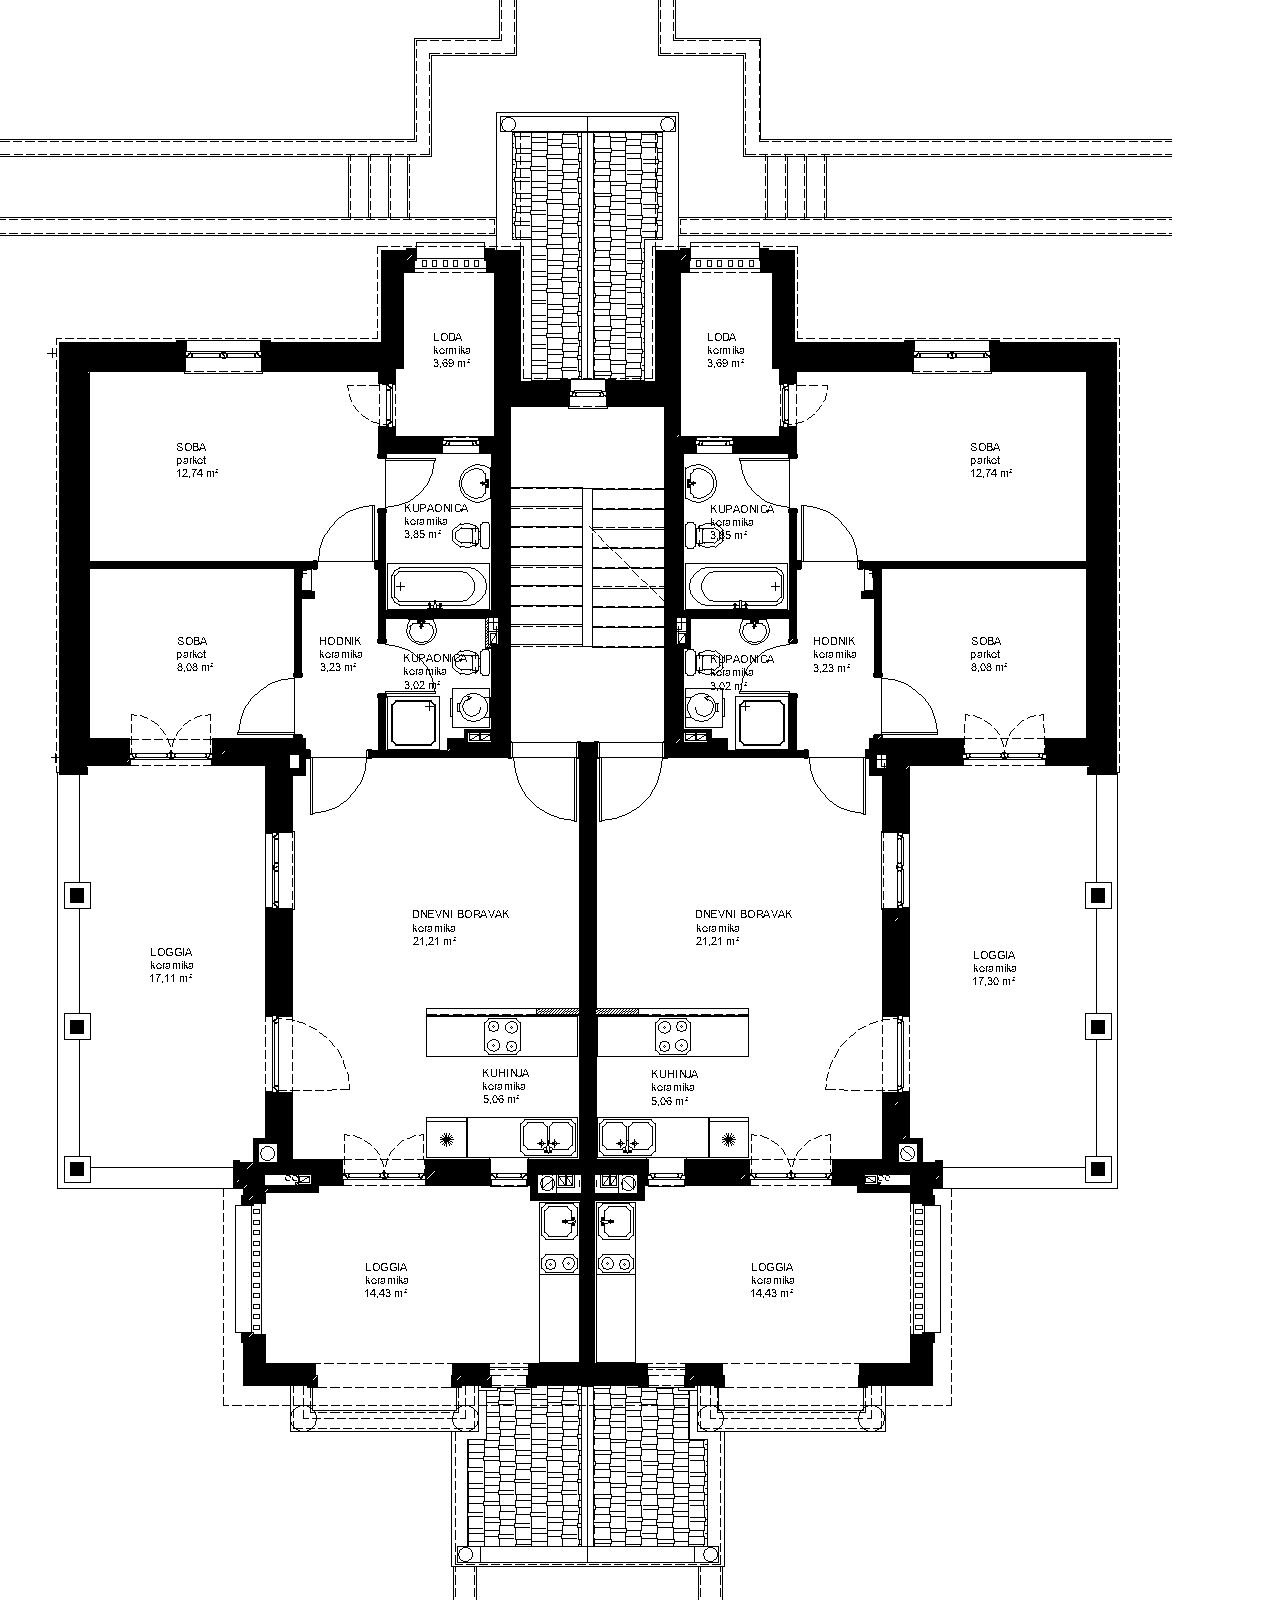 LOĐA
kermika
3,69 m²
LOĐA
kermika
3,69 m²
SOBA
parket
12,74 m²
SOBA
parket
12,74 m²
KUPAONICA
keramika
3,85 m²
KUPAONICA
keramika
3,85 m²
SOBA
parket
8,08 m²
HODNIK
keramika
3,23 m²
KUPAONICA
keramika
3,02 m²
KUPAONICA
keramika
3,02 m²
HODNIK
keramika
3,23 m²
SOBA
parket
8,08 m²
DNEVNI BORAVAK
keramika
21,21 m²
DNEVNI BORAVAK
keramika
21,21 m²
LOGGIA
keramika
17,11 m²
LOGGIA
keramika
17,30 m²
KUHINJA
keramika
5,06 m²
KUHINJA
keramika
5,06 m²
LOGGIA
keramika
14,43 m²
LOGGIA
keramika
14,43 m²